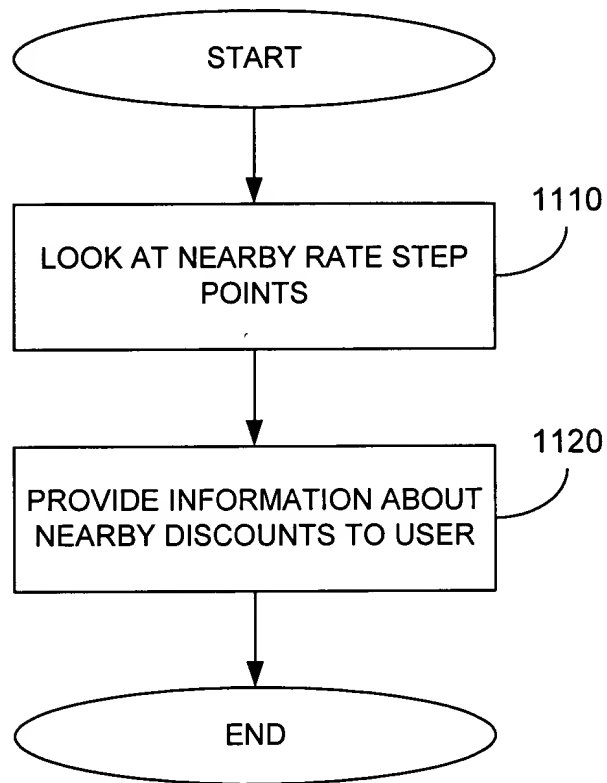 START
1110
LOOK AT NEARBY RATE STEP
POINTS
1120
PROVIDE INFORMATION ABOUT
NEARBY DISCOUNTS TO USER
END